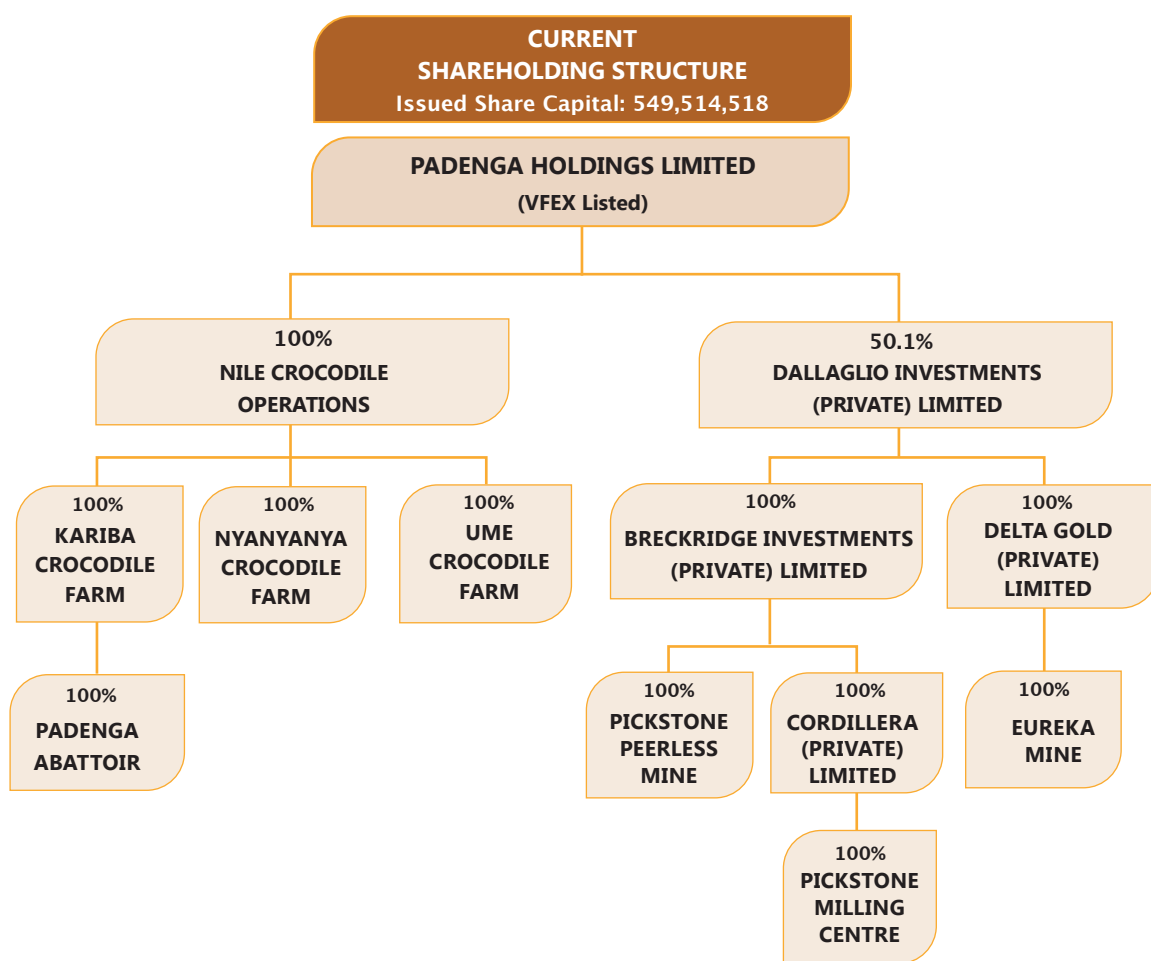 CURRENT
SHAREHOLDING STRUCTURE
Issued Share Capital: 549,514,518
PADENGA HOLDINGS LIMITED
(VFEX Listed)
100%
NILE CROCODILE
OPERATIONS
50.1%
DALLAGLIO INVESTMENTS
(PRIVATE) LIMITED
100%
KARIBA
CROCODILE
FARM
100%
NYANYANYA
CROCODILE
FARM
100%
UME
CROCODILE
FARM
100%
BRECKRIDGE INVESTMENTS
(PRIVATE) LIMITED
100%
DELTA GOLD
(PRIVATE)
LIMITED
100%
PADENGA
ABATTOIR
100%
PICKSTONE
PEERLESS
MINE
100%
CORDILLERA
(PRIVATE)
LIMITED
100%
EUREKA
MINE
100%
PICKSTONE
MILLING
CENTRE